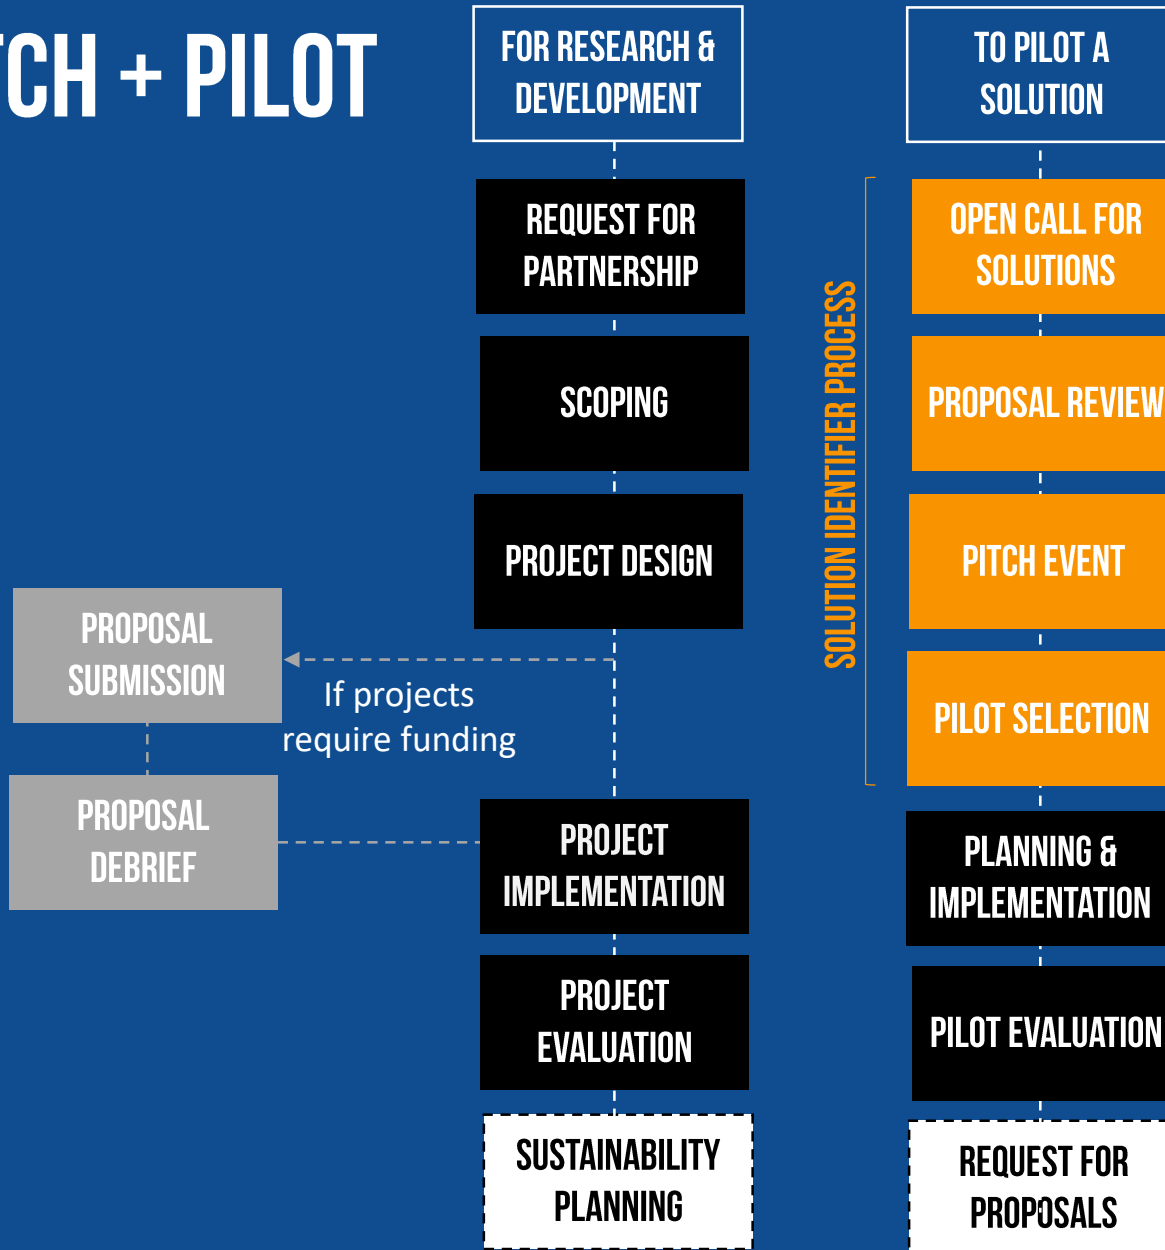 TCH + PILOT
FOR RESEARCH &
DEVELOPMENT
REQUEST FOR
PARTNERSHIP
SCOPING
PROJECT DESIGN
PROPOSAL
SUBMISSION
If projects
require funding
PROPOSAL
DEBRIEF
PROJECT
IMPLEMENTATION
PROJECT
EVALUATION
SUSTAINABILITY
PLANNING
TO PILOT A
SOLUTION
SOLUTION IDENTIFIER PROCESS
OPEN CALL FOR
SOLUTIONS
PROPOSAL REVIEW
PITCH EVENT
PILOT SELECTION
PLANNING &
IMPLEMENTATION
PILOT EVALUATION
REQUEST FOR
PROPOSALS